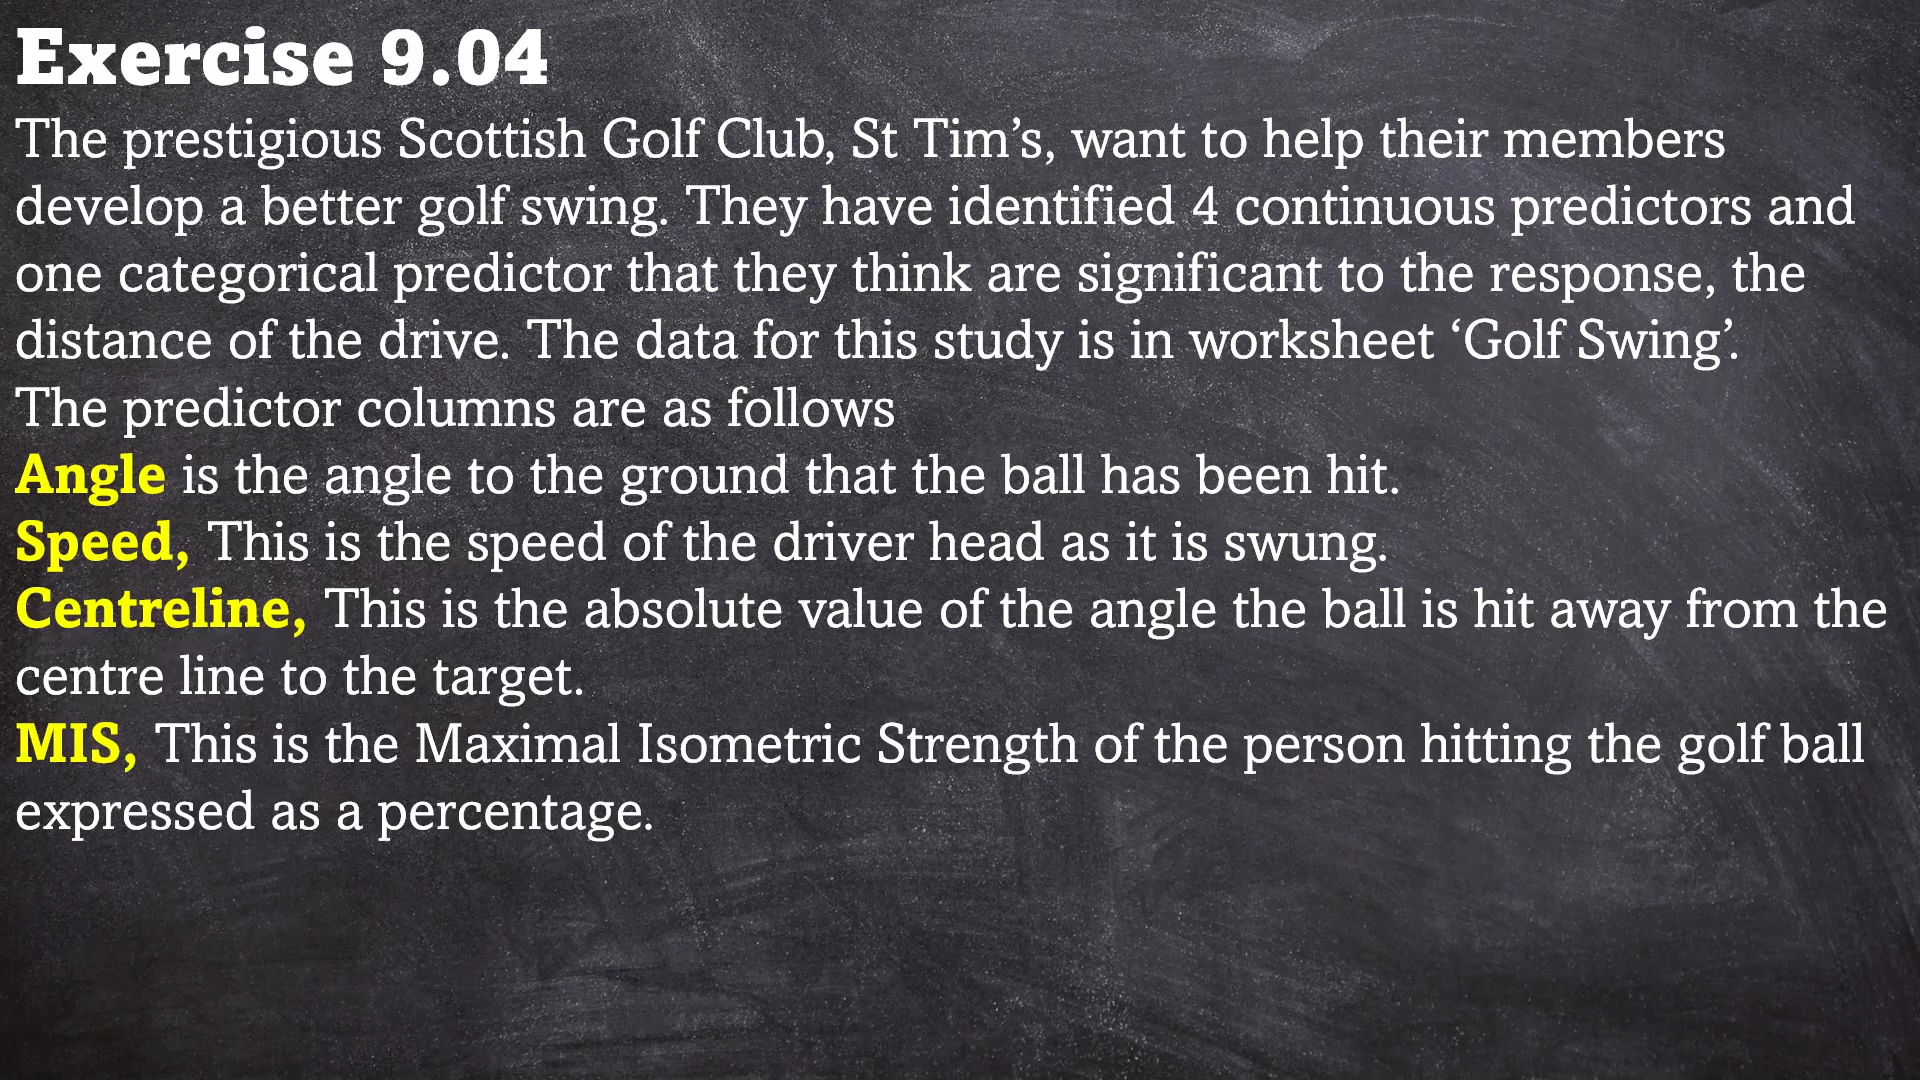 Exercise 9.04
The prestigious Scottish Golf Club, St Tim’s, want to help their members
develop a better golf swing. They have identified 4 continuous predictors and
one categorical predictor that they think are significant to the response, the
distance of the drive. The data for this study is in worksheet ‘Golf Swing’.
The predictor columns are as follows
Angle is the angle to the ground that the ball has been hit.
Speed, This is the speed of the driver head as it is swung.
Centreline, This is the absolute value of the angle the ball is hit away from the
centre line to the target.
MIS, This is the Maximal Isometric Strength of the person hitting the golf ball
expressed as a percentage.